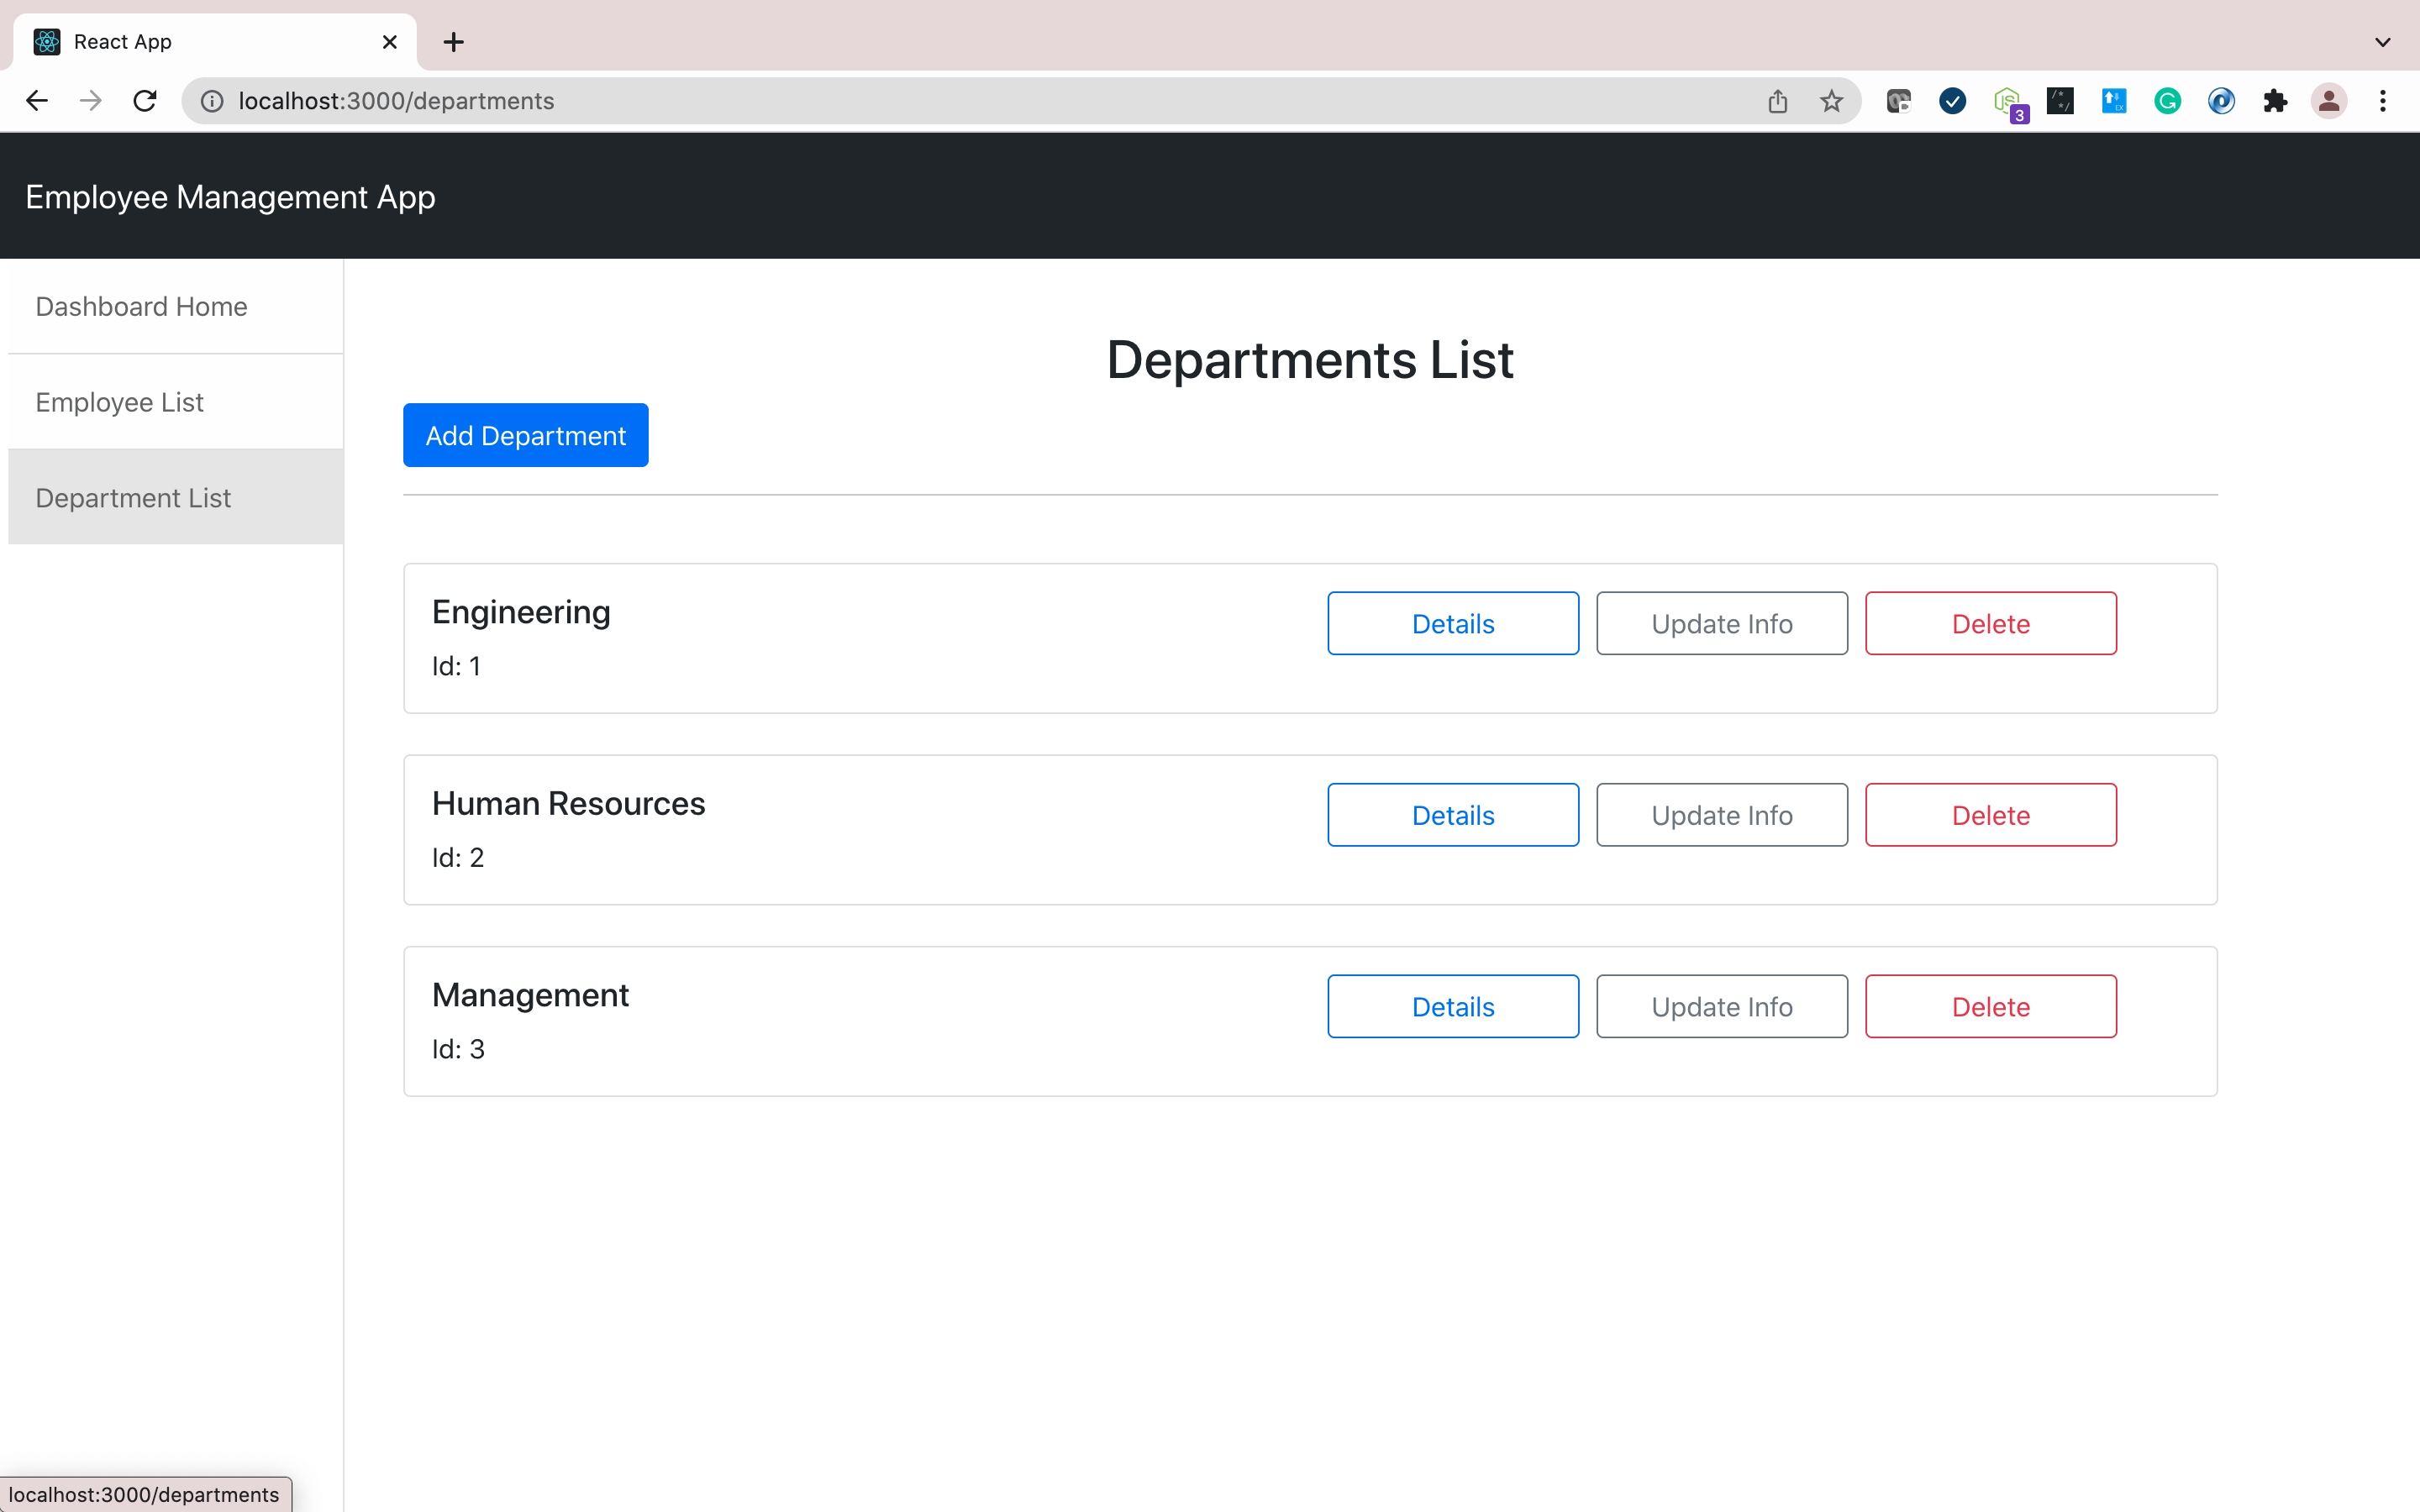 React App
localhost:3000/departments
3
Employee Management App
Dashboard Home
Employee List
Department List
Departments List
Add Department
Engineering
Id: 1
Details
Update Info
Delete
Human Resources
Id: 2
Details
Update Info
Delete
Management
Id: 3
Details
Update Info
Delete
localhost:3000/departments